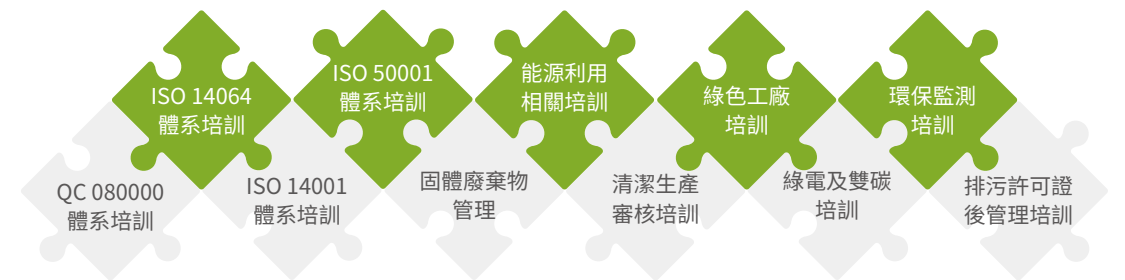 ISO 14064
體系培訓
ISO 50001
體系培訓
能源利用
相關培訓
綠色工廠
培訓
環保監測
培訓
QC 080000
體系培訓
ISO 14001
體系培訓
固體廢棄物
管理
清潔生產
審核培訓
綠電及雙碳
培訓
排污許可證
後管理培訓